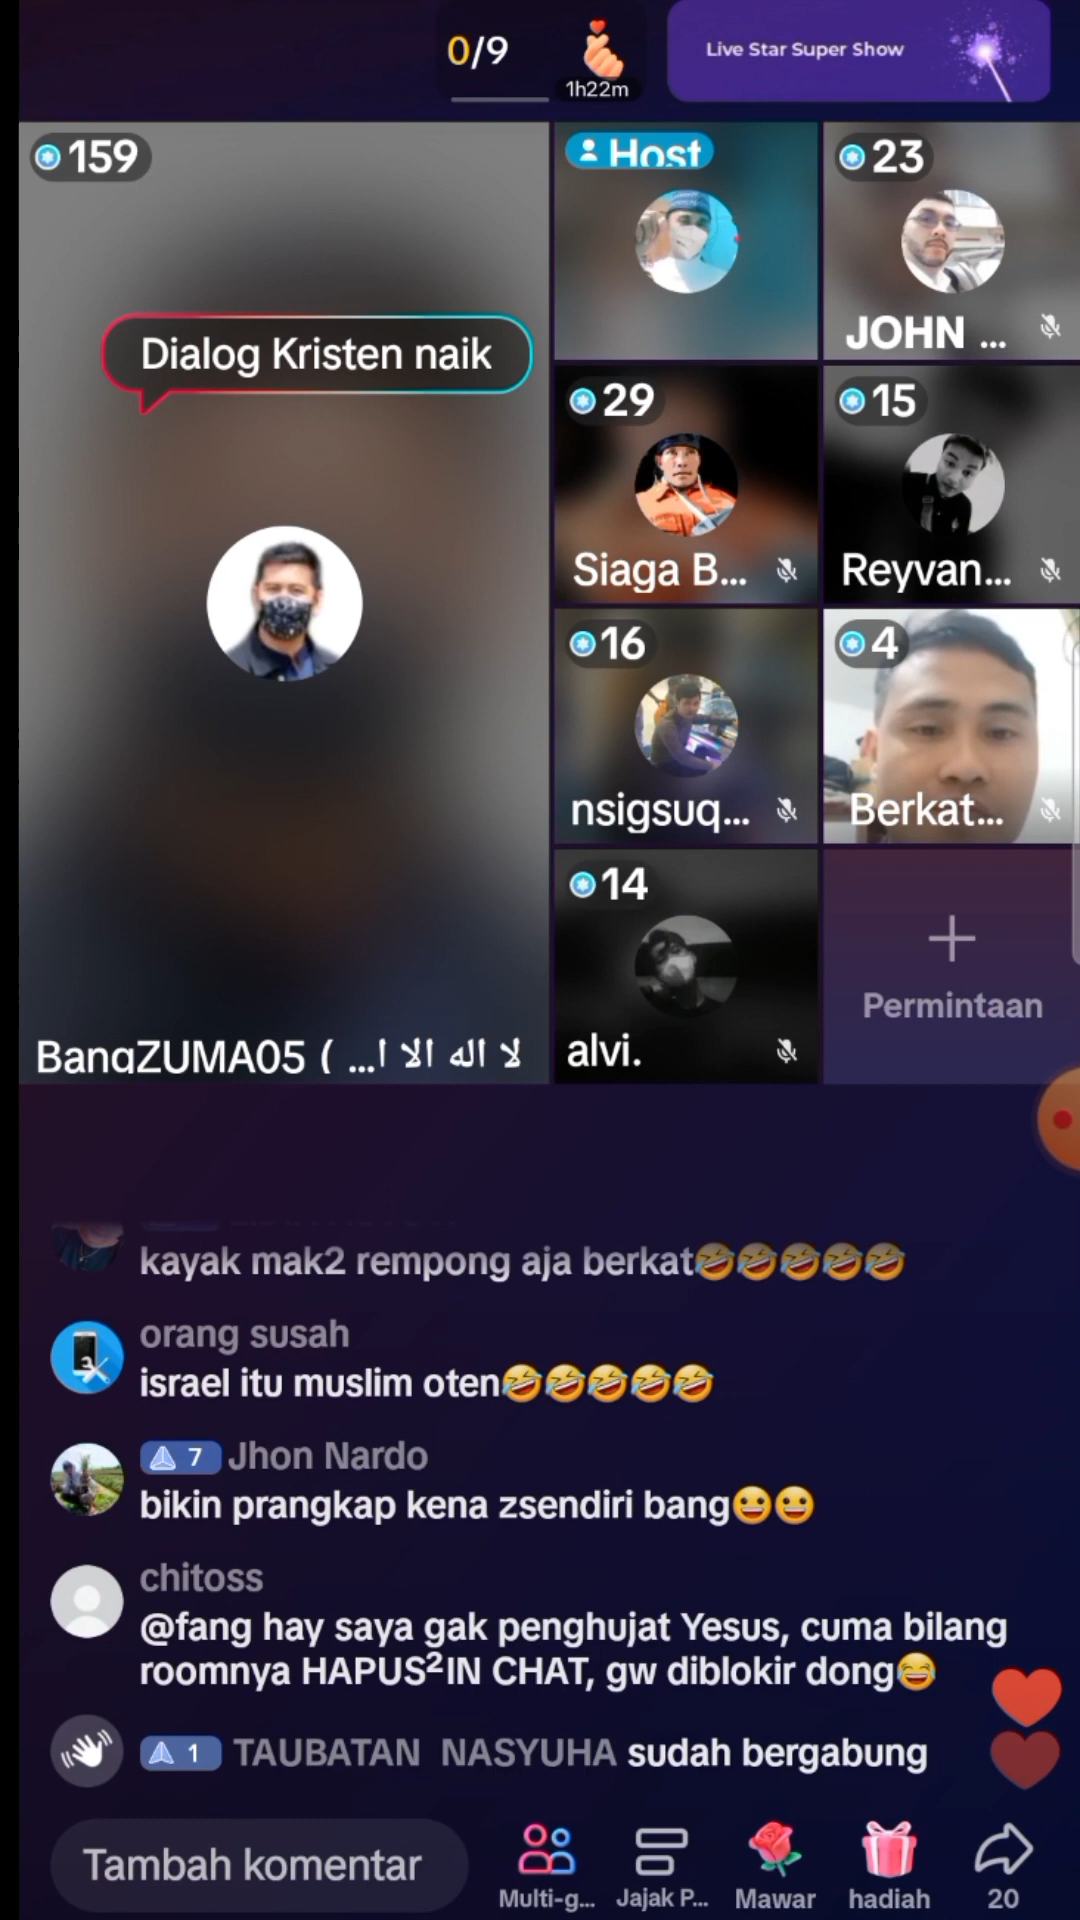 0/9
1h22m
Live Star Super Show
159
Host
23
Dialog Kristen naik
JOHN ...
29
15
Siaga B...
Reyvan...
16
4
nsigsuq...
Berkat...
14
Permintaan
BangZUMA05 ( لا اله الا ا...
alvi.
kayak mak2 rempong aja berkat🤣🤣🤣🤣🤣
orang susah
israel itu muslim oten🤣🤣🤣🤣🤣
7 Jhon Nardo
bikin prangkap kena zsendiri bang😀😀
chitoss
@fang hay saya gak penghujat Yesus, cuma bilang
roomnya HAPUS²IN CHAT, gw diblokir dong😂
1 TAUBATAN NASYUHA sudah bergabung
Tambah komentar
Multi-g...
Jajak P...
Mawar
hadiah
20